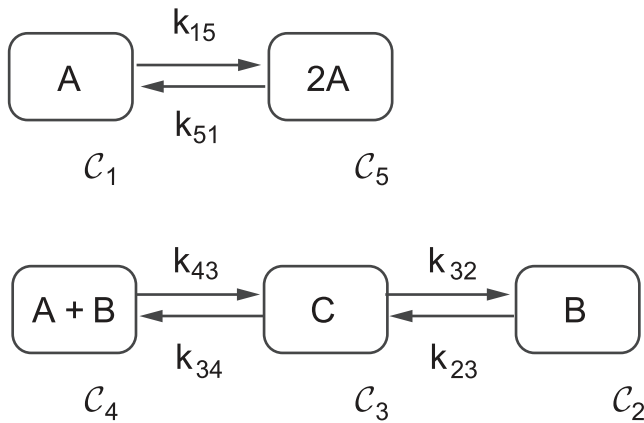 k₁₅
A 2A
k₅₁
𝒞₁ 𝒞₅
k₄₃ k₃₂
A + B C B
k₃₄ k₂₃
𝒞₄ 𝒞₃ 𝒞₂